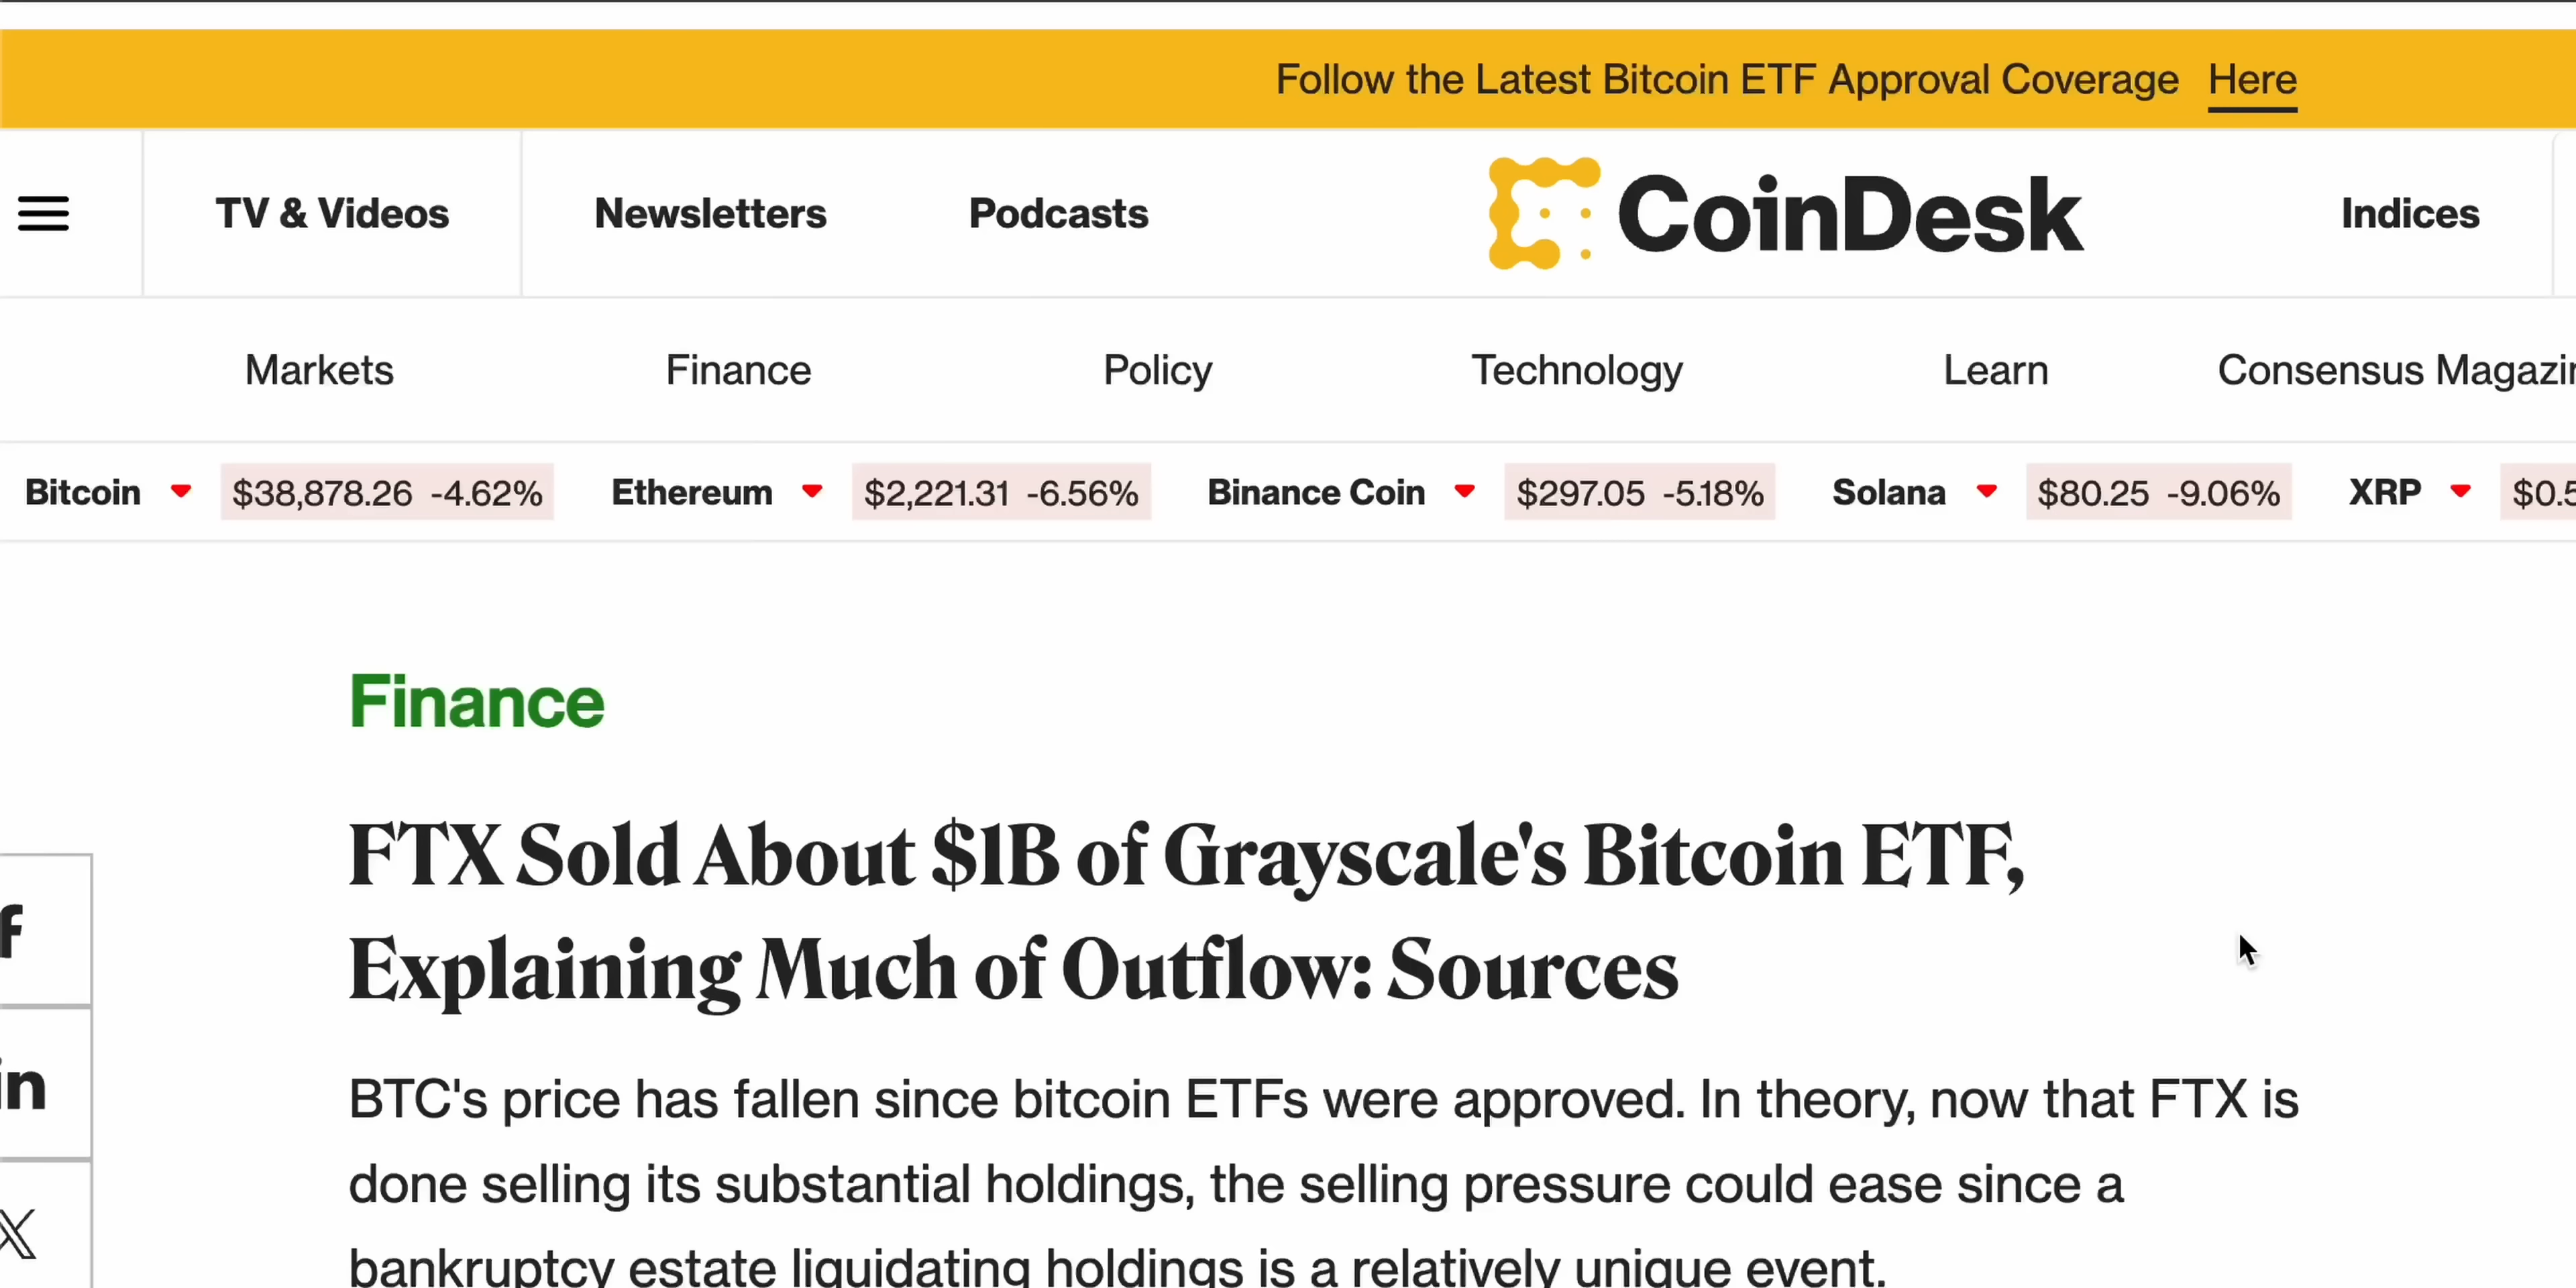 Follow the Latest Bitcoin ETF Approval Coverage Here
TV & Videos Newsletters Podcasts CoinDesk Indices
Markets Finance Policy Technology Learn Consensus
Bitcoin $38,878.26 -4.62% Ethereum $2,221.31 -6.56% Binance Coin $297.05 -5.18% Solana $80.25 -9.06% XRP
Finance
FTX Sold About $1B of Grayscale's Bitcoin ETF,
Explaining Much of Outflow: Sources
f
BTC's price has fallen since bitcoin ETFs were approved. In theory, now that FTX is
in
done selling its substantial holdings, the selling pressure could ease since a
X
bankruptcy estate liquidating holdings is a relatively unique event.